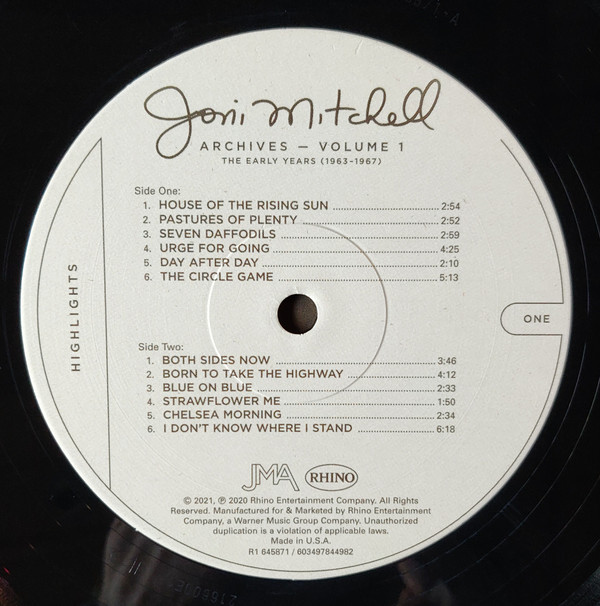 Joni Mitchell
ARCHIVES — VOLUME 1
THE EARLY YEARS (1963-1967)
HIGHLIGHTS
Side One:
1. HOUSE OF THE RISING SUN 2:54
2. PASTURES OF PLENTY 2:52
3. SEVEN DAFFODILS 2:59
4. URGE FOR GOING 4:25
5. DAY AFTER DAY 2:10
6. THE CIRCLE GAME 5:13
ONE
Side Two:
1. BOTH SIDES NOW 3:46
2. BORN TO TAKE THE HIGHWAY 4:12
3. BLUE ON BLUE 2:33
4. STRAWFLOWER ME 1:50
5. CHELSEA MORNING 2:34
6. I DON'T KNOW WHERE I STAND 6:18
JMA RHINO
© 2021, ℗ 2020 Rhino Entertainment Company. All Rights
Reserved. Manufactured for & Marketed by Rhino Entertainment
Company, a Warner Music Group Company. Unauthorized
duplication is a violation of applicable laws.
Made in U.S.A.
R1 645871 / 603497844982